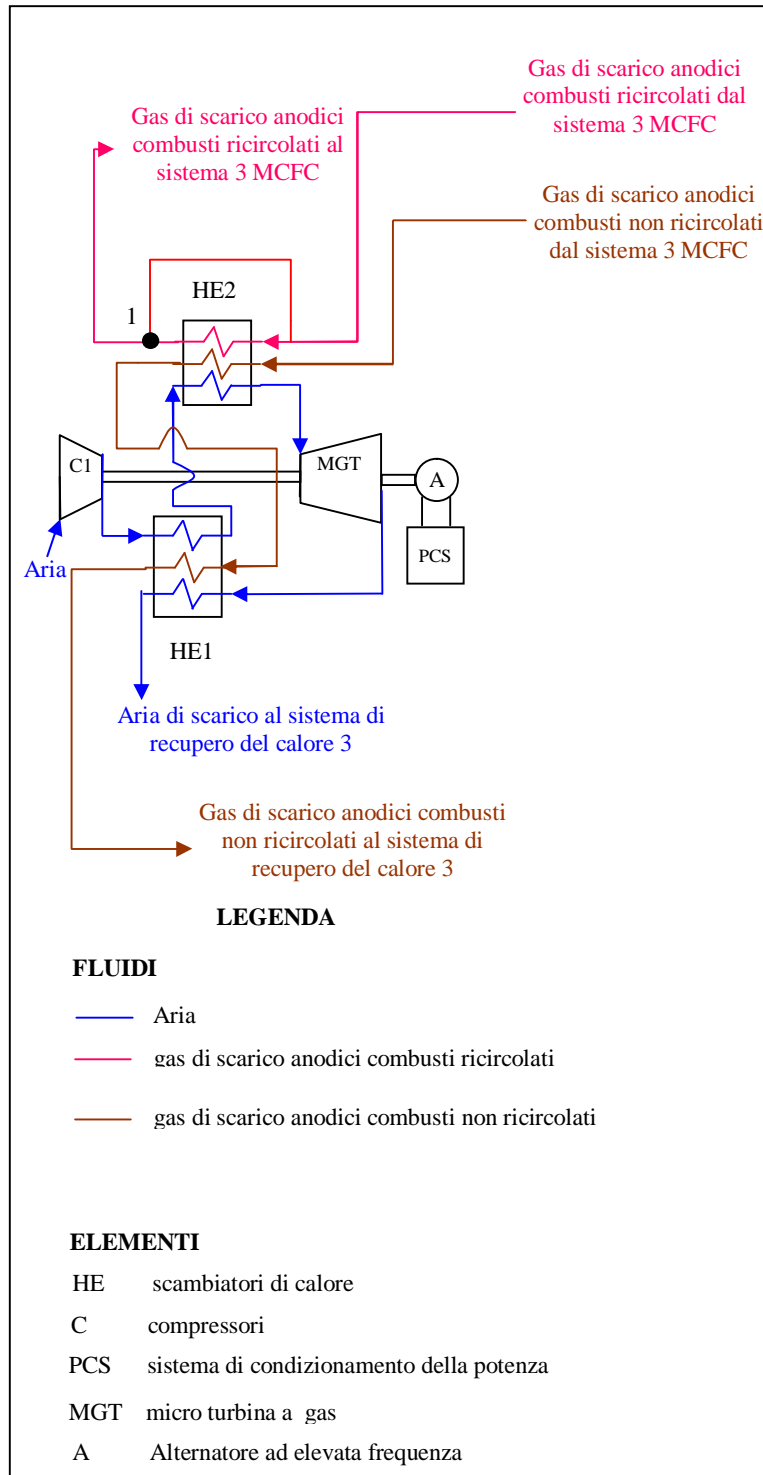 Gas di scarico anodici
combusti ricircolati dal
sistema 3 MCFC
Gas di scarico anodici
combusti ricircolati al
sistema 3 MCFC
Gas di scarico anodici
combusti non ricircolati
dal sistema 3 MCFC
HE2
1
C1
MGT
A
PCS
Aria
HE1
Aria di scarico al sistema di
recupero del calore 3
Gas di scarico anodici combusti
non ricircolati al sistema di
recupero del calore 3
LEGENDA
FLUIDI
Aria
gas di scarico anodici combusti ricircolati
gas di scarico anodici combusti non ricircolati
ELEMENTI
HE scambiatori di calore
C compressori
PCS sistema di condizionamento della potenza
MGT micro turbina a gas
A Alternatore ad elevata frequenza